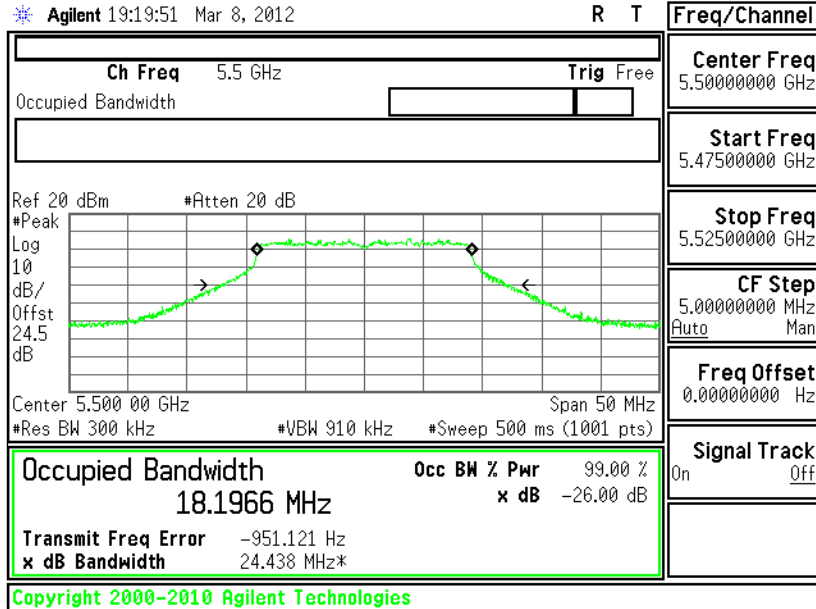 Agilent 19:19:51 Mar 8, 2012 R T
Freq/Channel
Ch Freq 5.5 GHz Trig Free
Occupied Bandwidth
Center Freq
5.50000000 GHz
Start Freq
5.47500000 GHz
Stop Freq
5.52500000 GHz
CF Step
5.00000000 MHz
Auto Man
Freq Offset
0.00000000 Hz
Signal Track
On Off
Ref 20 dBm #Atten 20 dB
#Peak
Log
10
dB/
Offst
24.5
dB
Center 5.500 00 GHz Span 50 MHz
#Res BW 300 kHz #VBW 910 kHz #Sweep 500 ms (1001 pts)
Occupied Bandwidth Occ BW % Pwr 99.00 %
18.1966 MHz x dB -26.00 dB
Transmit Freq Error -951.121 Hz
x dB Bandwidth 24.438 MHz*
Copyright 2000-2010 Agilent Technologies